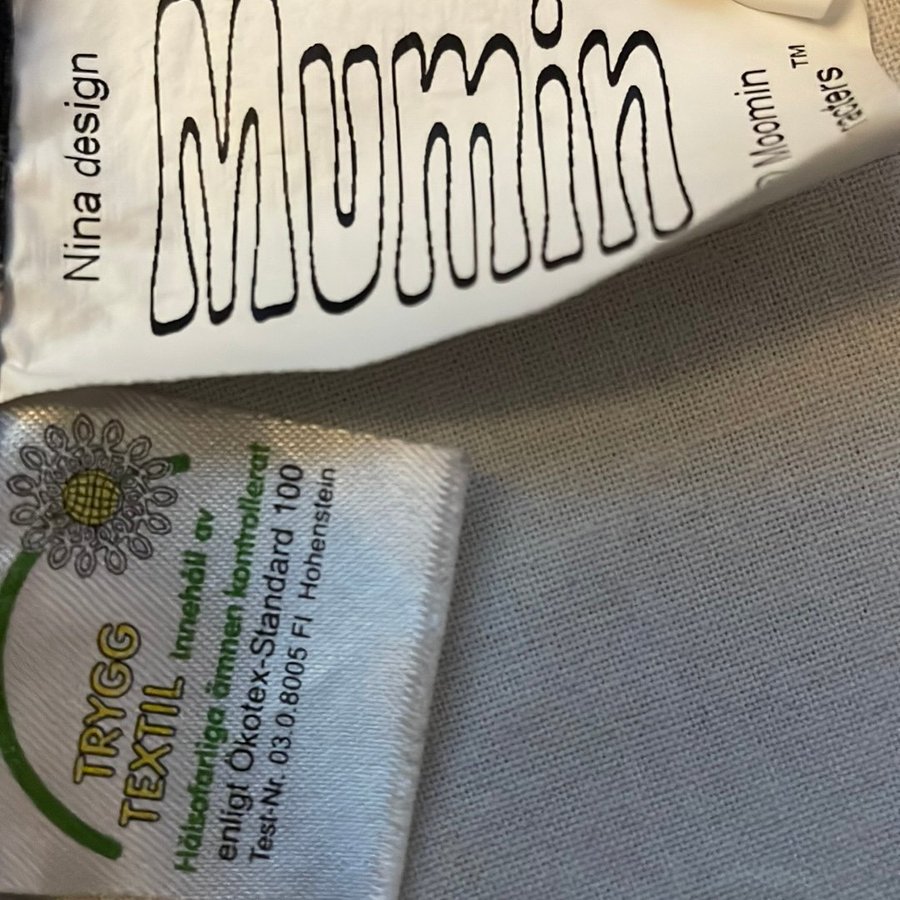 Nina design
Mumin
Moomin
TM
TRYGG
TEXTIL
Innehåll av
Hälsofarliga ämnen kontrollerat
enligt Ökotex-Standard 100
Test-Nr. 03.0.8005 FI Hohenstein